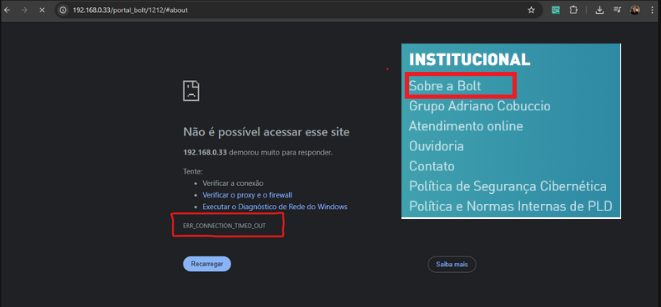 192.168.0.33/portal_bolt/1212/#about
INSTITUCIONAL
Sobre a Bolt
Grupo Adriano Cobuccio
Atendimento online
Ouvidoria
Contato
Política de Segurança Cibernética
Política e Normas Internas de PLD
Não é possível acessar esse site
192.168.0.33 demorou muito para responder.
Tente:
Verificar a conexão
Verificar o proxy e o firewall
Executar o Diagnóstico de Rede do Windows
ERR_CONNECTION_TIMED_OUT
Recarregar
Saiba mais